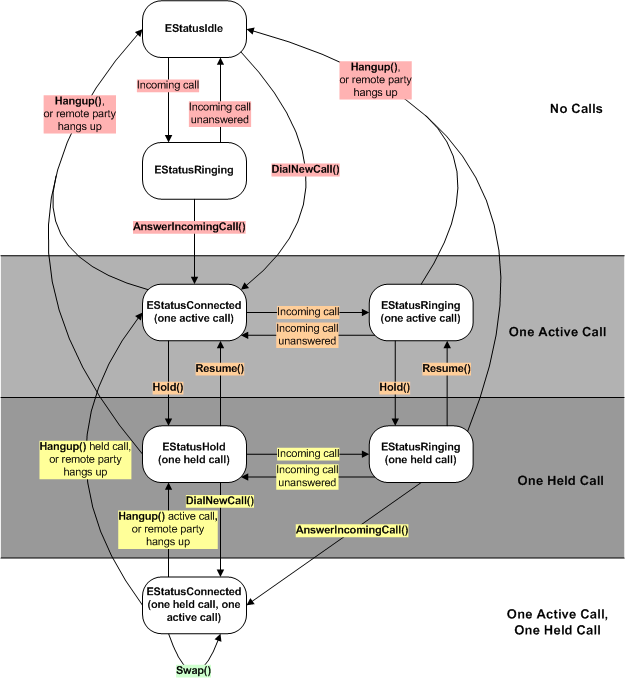 EStatusIdle
Incoming call
Incoming call
unanswered
Hangup(),
or remote party
hangs up
Hangup(),
or remote party
hangs up
No Calls
EStatusRinging
DialNewCall()
AnswerIncomingCall()
EStatusConnected
(one active call)
Incoming call
Incoming call
unanswered
EStatusRinging
(one active call)
One Active Call
Hold()
Resume()
Hold()
Resume()
Hangup() held call,
or remote party
hangs up
EStatusHold
(one held call)
Incoming call
Incoming call
unanswered
EStatusRinging
(one held call)
One Held Call
DialNewCall()
Hangup() active call,
or remote party
hangs up
AnswerIncomingCall()
EStatusConnected
(one held call, one
active call)
One Active Call,
One Held Call
Swap()